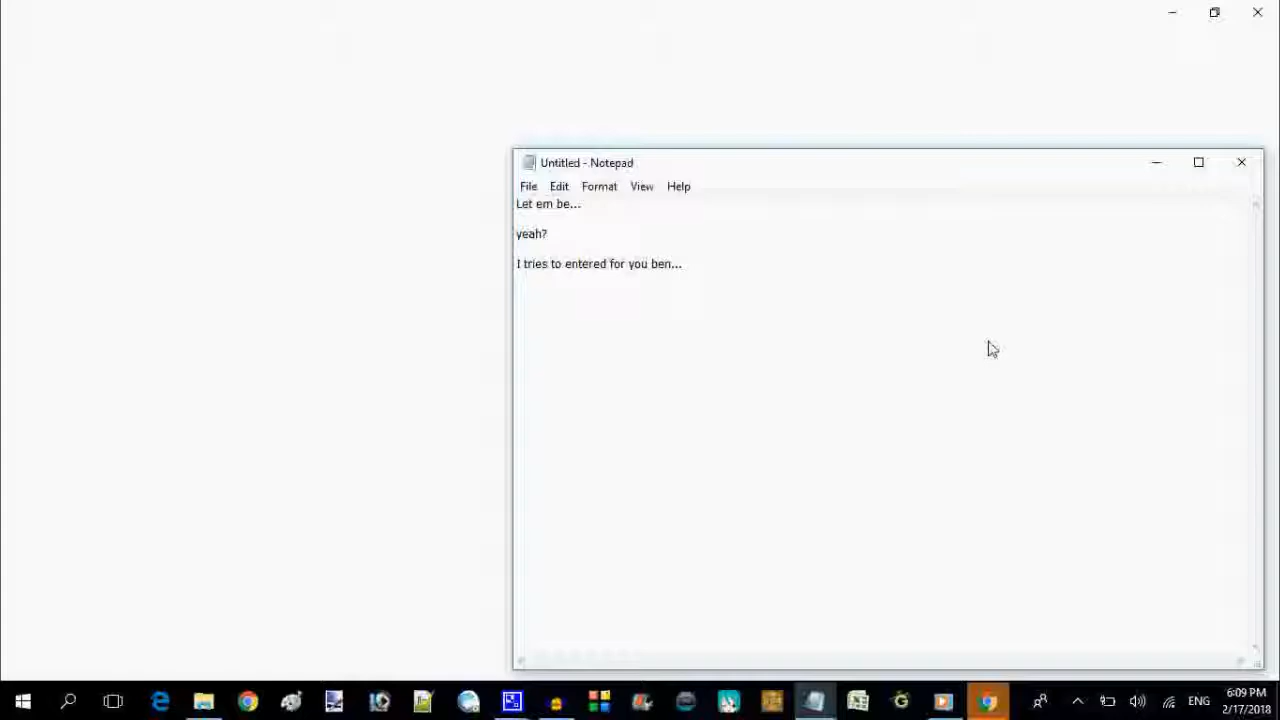 Untitled - Notepad
File Edit Format View Help
Let em be...
yeah?
I tries to entered for you ben...
ENG
6:09 PM
2/17/2018